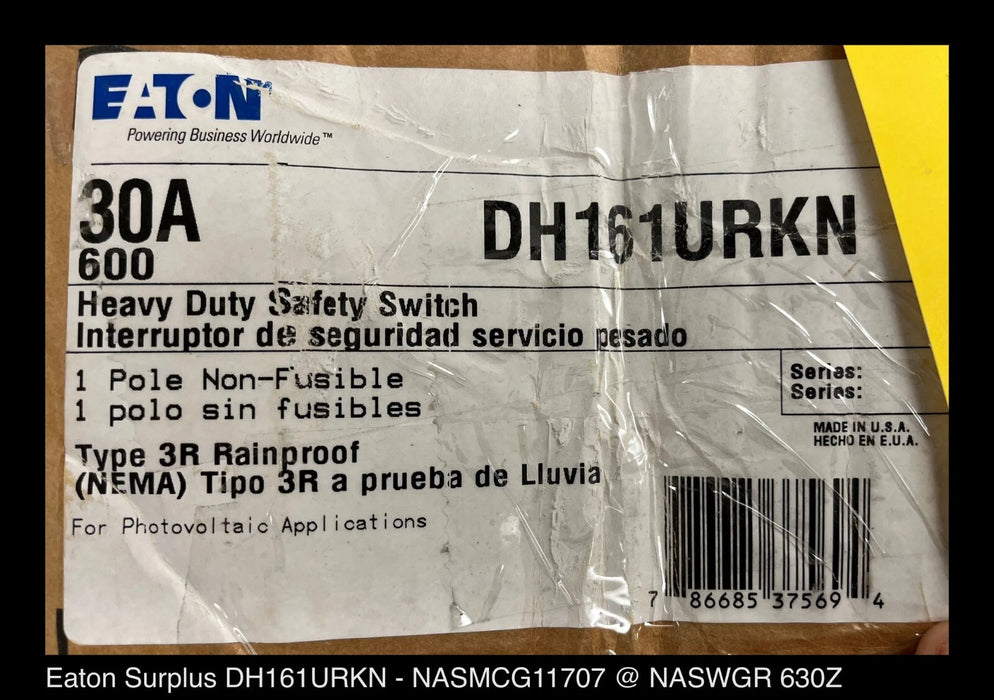 EATON
Powering Business Worldwide™
30A
600
DH161URKN
Heavy Duty Safety Switch
Interruptor de seguridad servicio pesado
1 Pole Non-Fusible
1 polo sin fusibles
Series:
Series:
MADE IN U.S.A.
HECHO EN E.U.A.
Type 3R Rainproof
(NEMA) Tipo 3R a prueba de Lluvia
For Photovoltaic Applications
7 86685 37569 4
Eaton Surplus DH161URKN - NASMCG11707 @ NASWGR 630Z